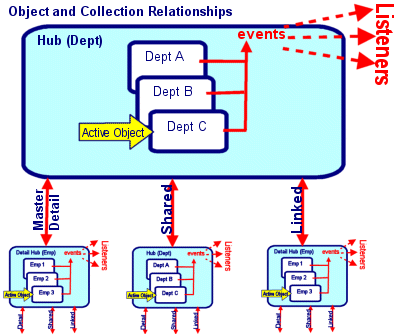 Object and Collection Relationships
Hub (Dept)
events
Listeners
Dept A
Dept B
Dept C
Active Object
Master
Detail
Shared
Linked
Detail Hub (Emp)
events
Listeners
Emp 1
Emp 2
Emp 3
Active Object
Detail
Shared
Linked
Hub (Dept)
events
Listeners
Dept A
Dept B
Dept C
Active Object
Detail
Shared
Linked
Detail Hub (Emp)
events
Listeners
Emp 1
Emp 2
Emp 3
Active Object
Detail
Shared
Linked